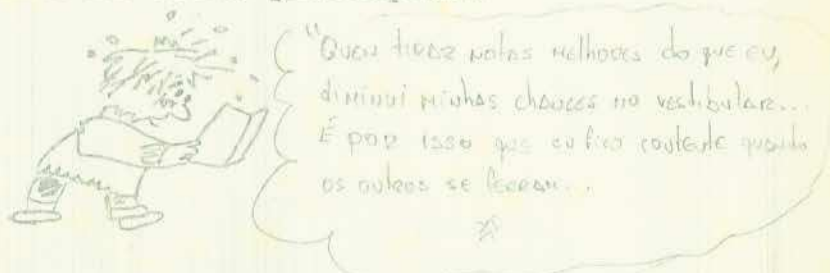 "Quem tirar notas melhores do que eu,
diminui minhas chances no vestibular...
É por isso que eu fico contente quando
os outros se ferram...